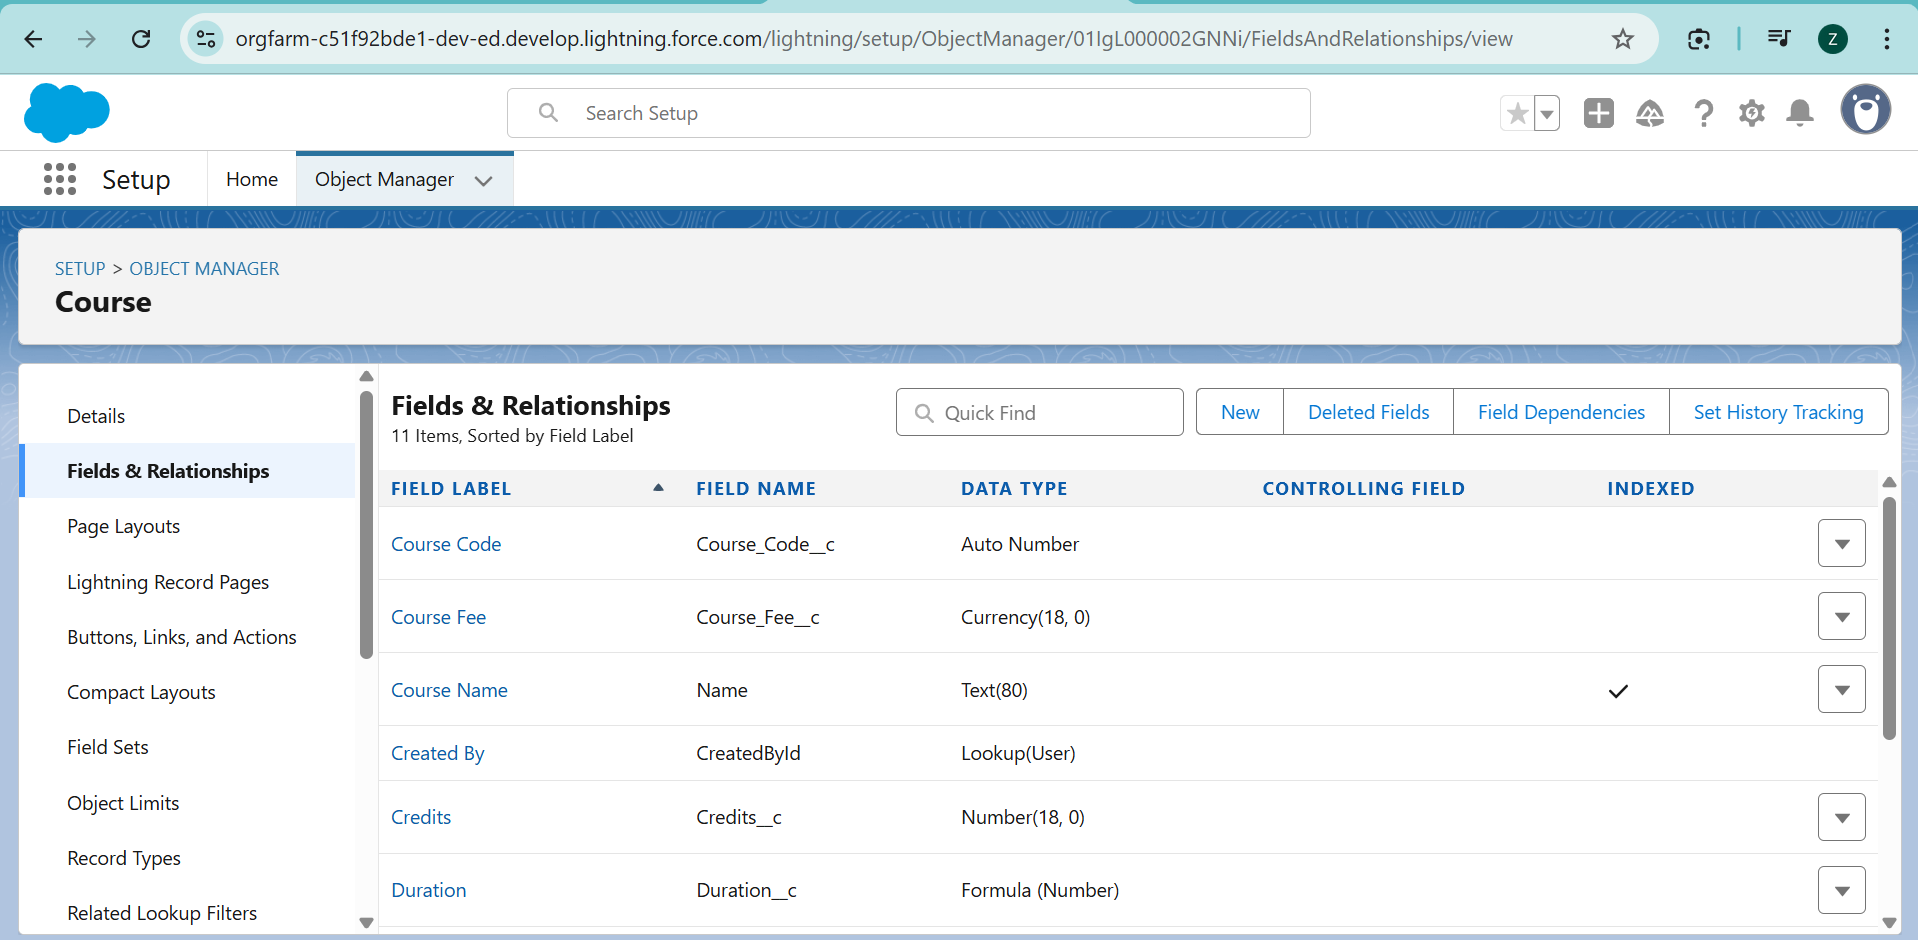 orgfarm-c51f92bde1-dev-ed.develop.lightning.force.com/lightning/setup/ObjectManager/01IgL000002GNNi/FieldsAndRelationships/view
Z
Search Setup
Setup
Home
Object Manager
SETUP > OBJECT MANAGER
Course
Details
Fields & Relationships
Page Layouts
Lightning Record Pages
Buttons, Links, and Actions
Compact Layouts
Field Sets
Object Limits
Record Types
Related Lookup Filters
Fields & Relationships
11 Items, Sorted by Field Label
Quick Find
New
Deleted Fields
Field Dependencies
Set History Tracking
FIELD LABEL FIELD NAME DATA TYPE CONTROLLING FIELD INDEXED
Course Code Course_Code__c Auto Number
Course Fee Course_Fee__c Currency(18, 0)
Course Name Name Text(80)
Created By CreatedById Lookup(User)
Credits Credits__c Number(18, 0)
Duration Duration__c Formula (Number)